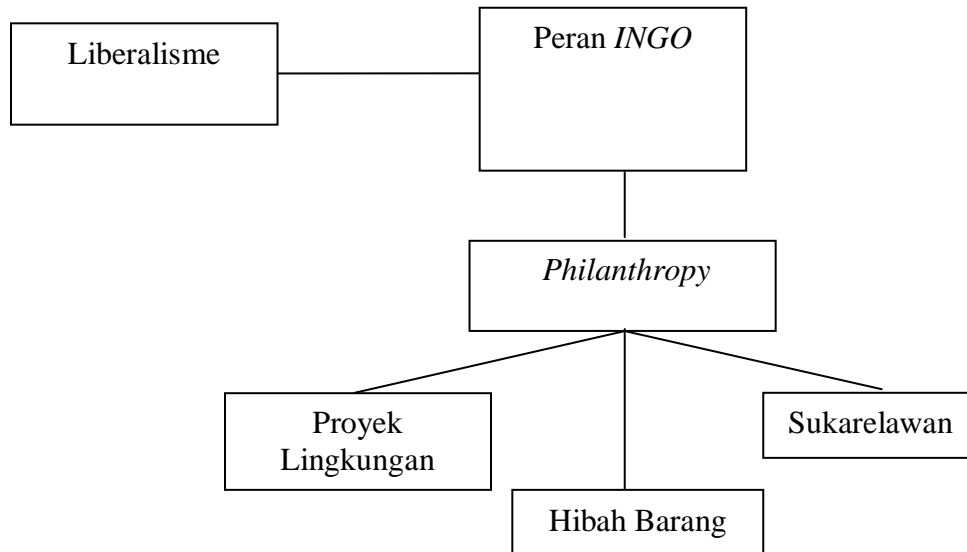 Liberalisme
Peran INGO
Philanthropy
Proyek
Lingkungan
Sukarelawan
Hibah Barang